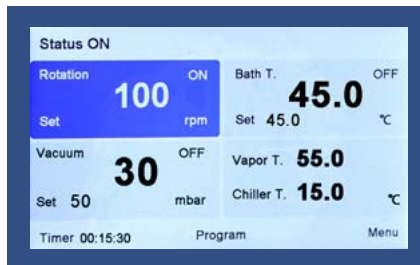 Status ON
Rotation ON
100
Set rpm
Bath T. OFF
45.0
Set 45.0 ℃
Vacuum OFF
30
Set 50 mbar
Vapor T. 55.0
Chiller T. 15.0 ℃
Timer 00:15:30 Program Menu